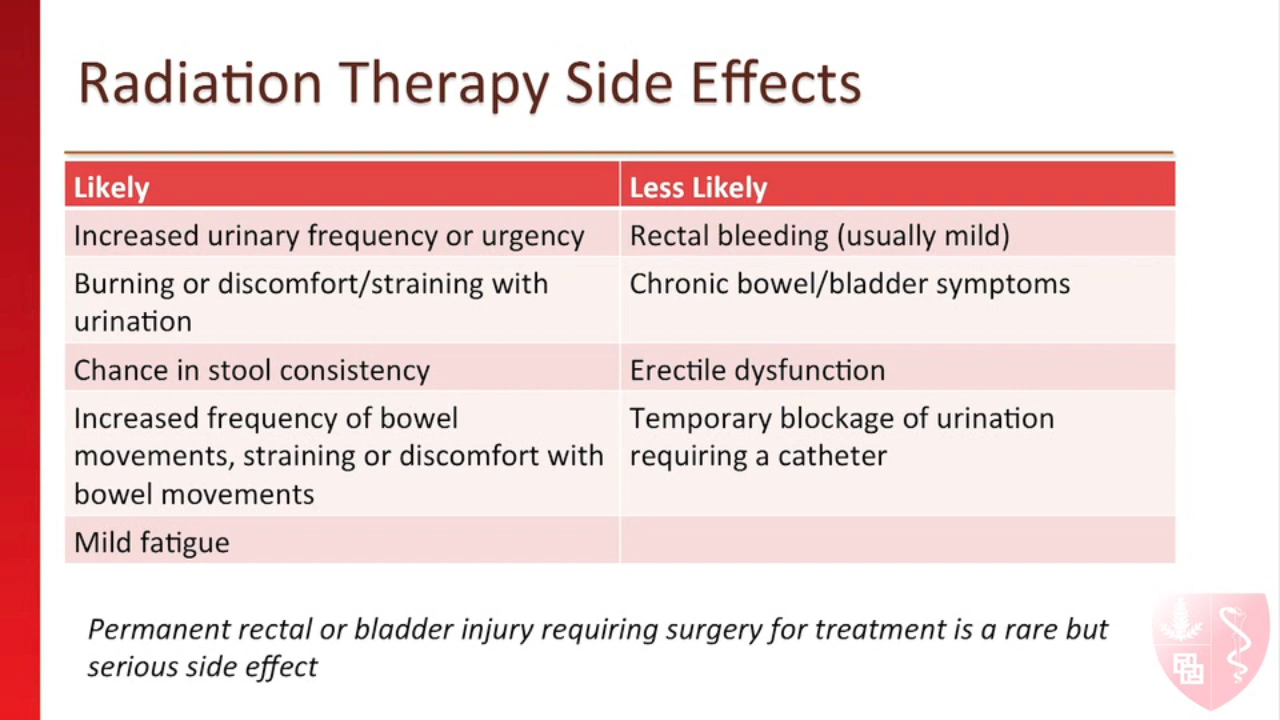 Radiation Therapy Side Effects
Likely
Less Likely
Increased urinary frequency or urgency
Rectal bleeding (usually mild)
Burning or discomfort/straining with
urination
Chronic bowel/bladder symptoms
Chance in stool consistency
Erectile dysfunction
Increased frequency of bowel
movements, straining or discomfort with
bowel movements
Temporary blockage of urination
requiring a catheter
Mild fatigue
Permanent rectal or bladder injury requiring surgery for treatment is a rare but
serious side effect